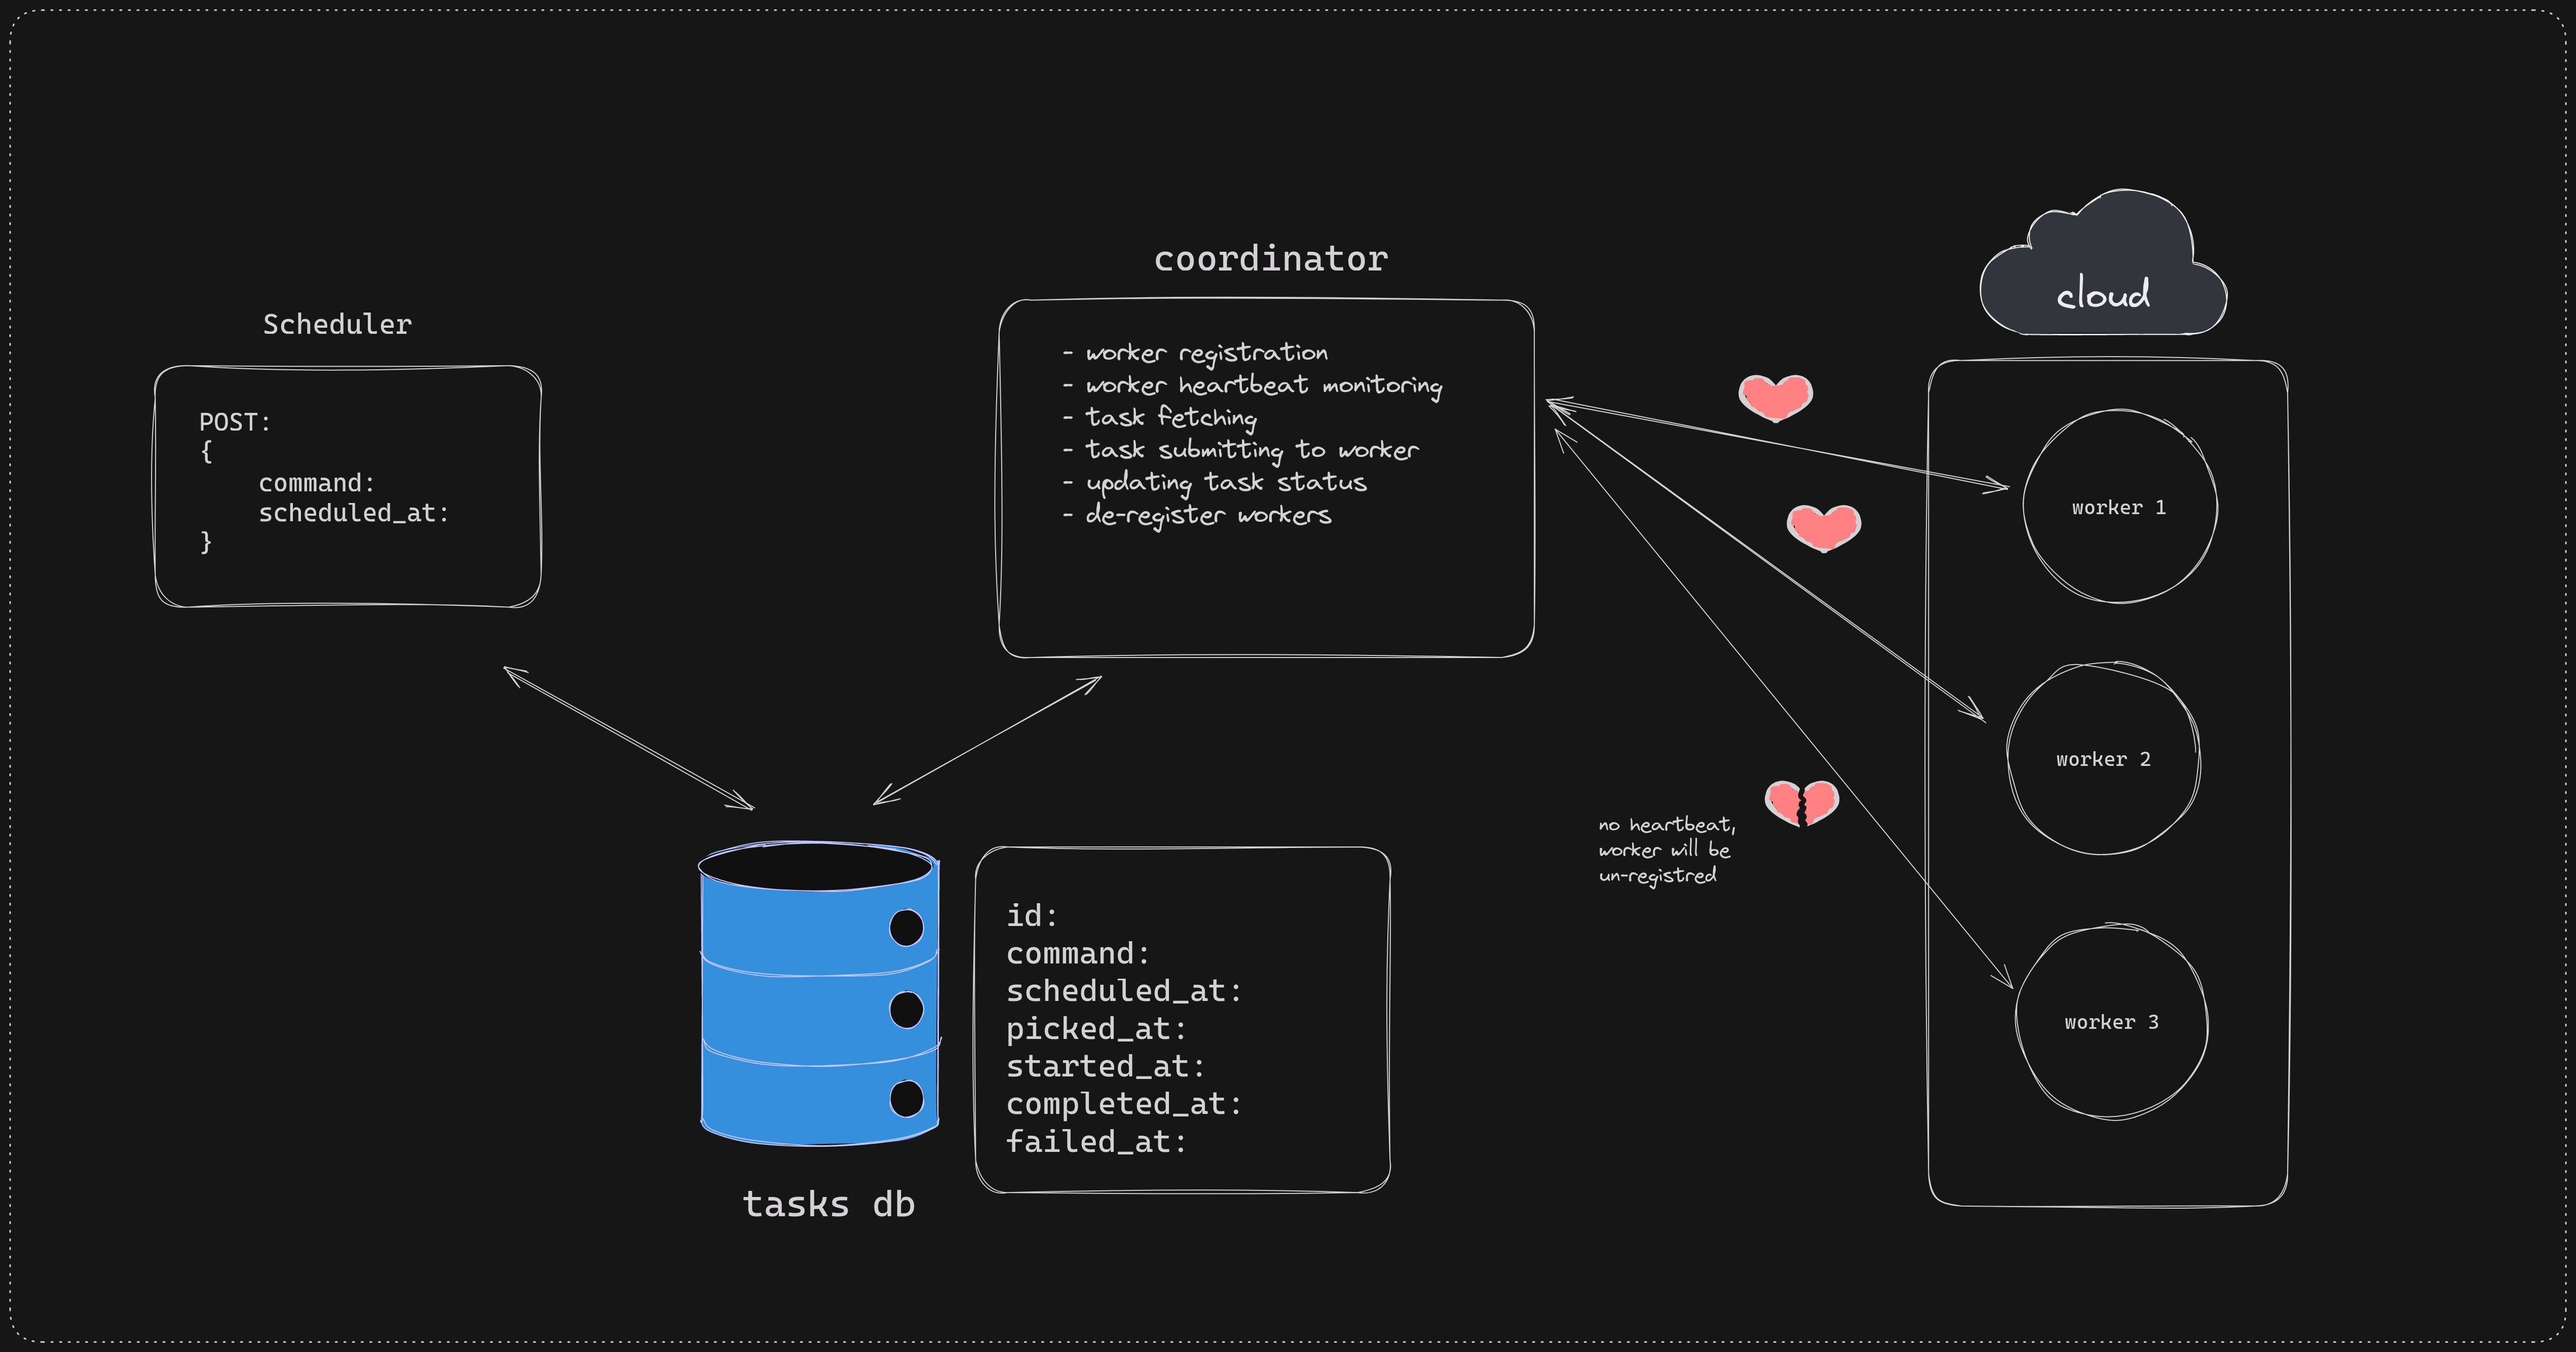 Scheduler
POST:
{
    command:
    scheduled_at:
}
coordinator
- worker registration
- worker heartbeat monitoring
- task fetching
- task submitting to worker
- updating task status
- de-register workers
cloud
worker 1
worker 2
worker 3
no heartbeat,
worker will be
un-registred
tasks db
id:
command:
scheduled_at:
picked_at:
started_at:
completed_at:
failed_at: